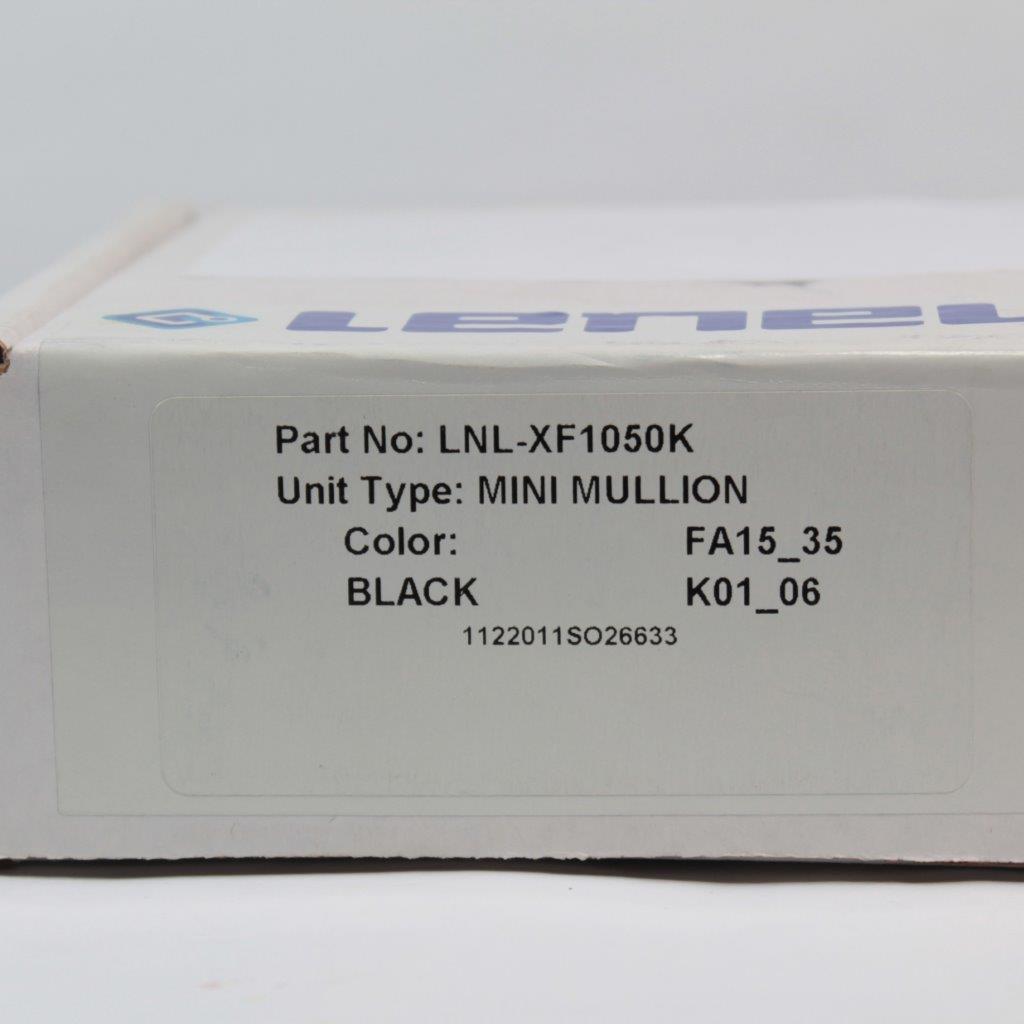 LENEL
Part No: LNL-XF1050K
Unit Type: MINI MULLION
Color: FA15_35
BLACK K01_06
1122011SO26633